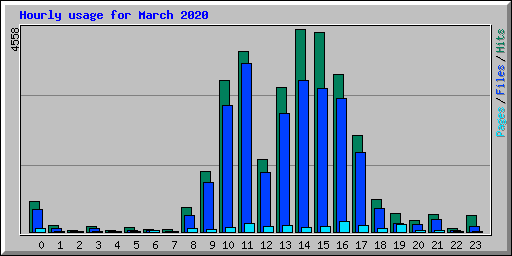 Hourly usage for March 2020
4558
Pages/Files/Hits
0 1 2 3 4 5 6 7 8 9 10 11 12 13 14 15 16 17 18 19 20 21 22 23